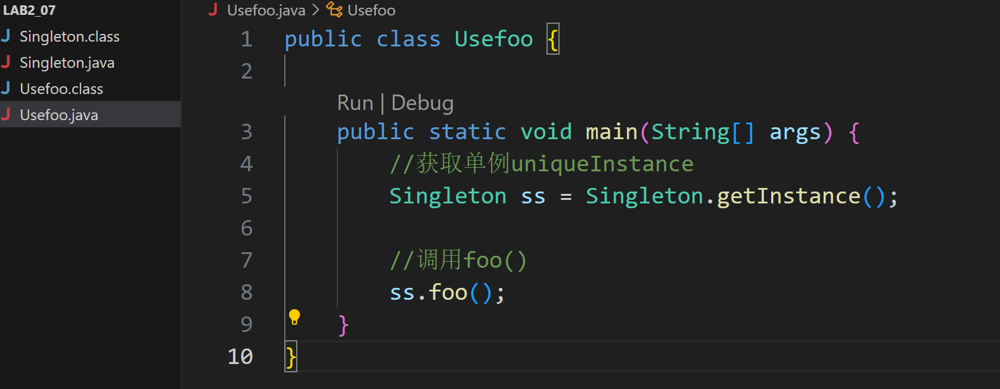 LAB2_07
Singleton.class
Singleton.java
Usefoo.class
Usefoo.java
Usefoo.java > Usefoo
1 public class Usefoo {
2
Run | Debug
3 public static void main(String[] args) {
4 //获取单例uniqueInstance
5 Singleton ss = Singleton.getInstance();
6
7 //调用foo()
8 ss.foo();
9 }
10 }